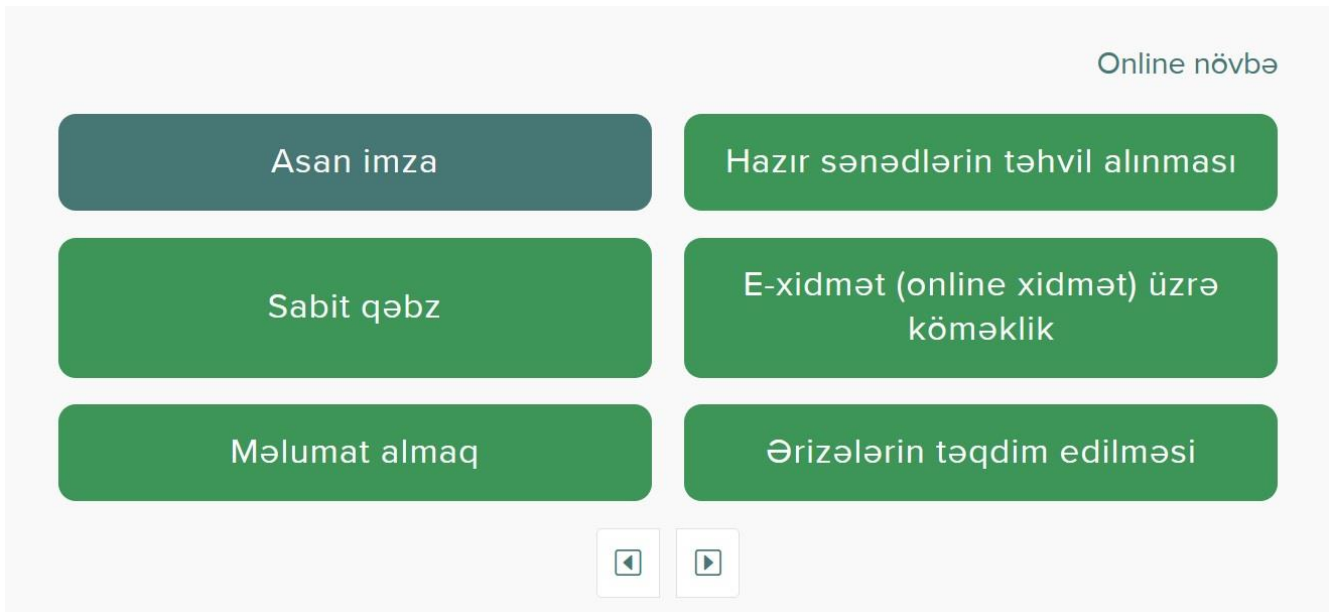 Online növbə
Asan imza
Hazır sənədlərin təhvil alınması
Sabit qəbz
E-xidmət (online xidmət) üzrə
köməklik
Məlumat almaq
Ərizələrin təqdim edilməsi